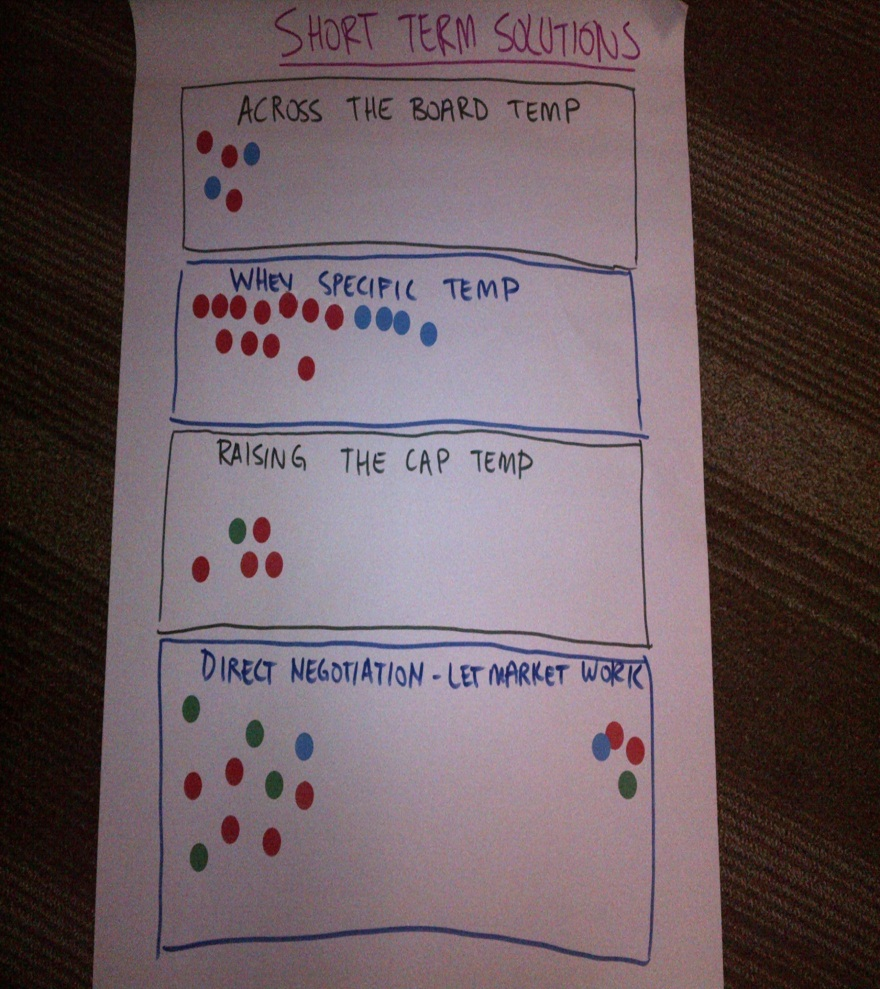 SHORT TERM SOLUTIONS
ACROSS THE BOARD TEMP
WHEY SPECIFIC TEMP
RAISING THE CAP TEMP
DIRECT NEGOTIATION - LET MARKET WORK